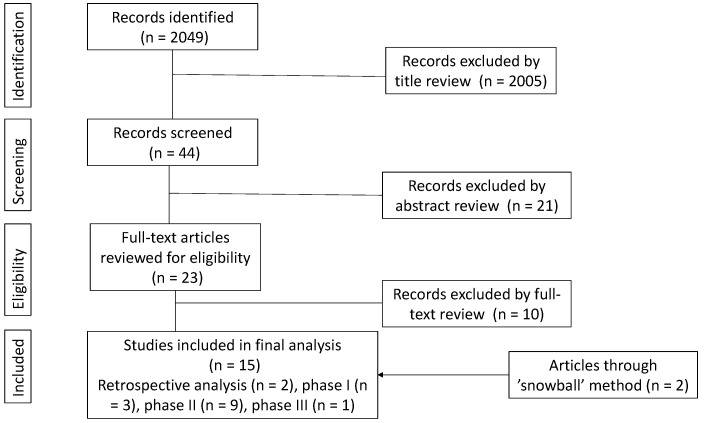 Identification
Records identified
(n = 2049)
Records excluded by
title review (n = 2005)
Screening
Records screened
(n = 44)
Records excluded by
abstract review (n = 21)
Eligibility
Full-text articles
reviewed for eligibility
(n = 23)
Records excluded by full-
text review (n = 10)
Included
Studies included in final analysis
(n = 15)
Retrospective analysis (n = 2), phase I (n
= 3), phase II (n = 9), phase III (n = 1)
Articles through
’snowball’ method (n = 2)